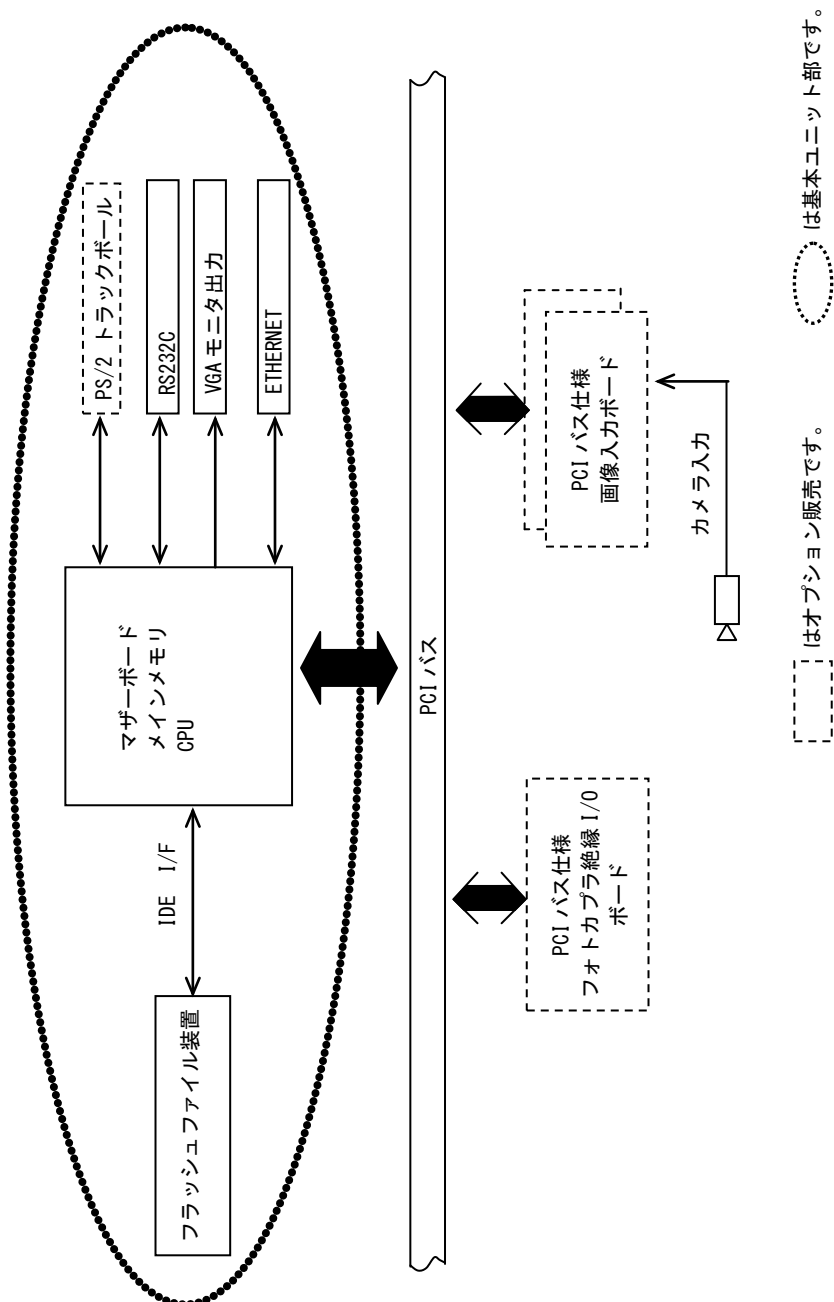 フラッシュファイル装置
IDE I/F
マザーボード
メインメモリ
CPU
PS/2 トラックボール
RS232C
VGA モニタ出力
ETHERNET
PCI バス
PCI バス仕様
フォトカプラ絶縁 I/O
ボード
PCI バス仕様
画像入力ボード
カメラ入力
はオプション販売です。
は基本ユニット部です。